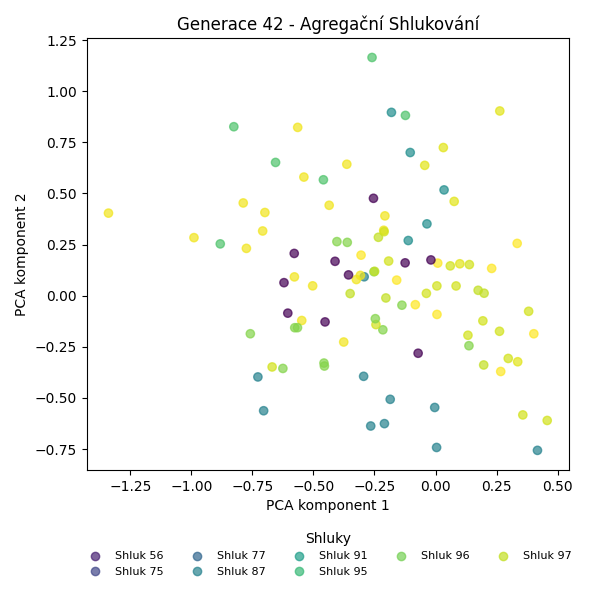 Generace 42 - Agregační Shlukování
1.25
1.00
0.75
0.50
0.25
0.00
−0.25
−0.50
−0.75
PCA komponent 2
−1.25 −1.00 −0.75 −0.50 −0.25 0.00 0.25 0.50
PCA komponent 1
Shluky
Shluk 56 Shluk 77 Shluk 91 Shluk 96 Shluk 97
Shluk 75 Shluk 87 Shluk 95